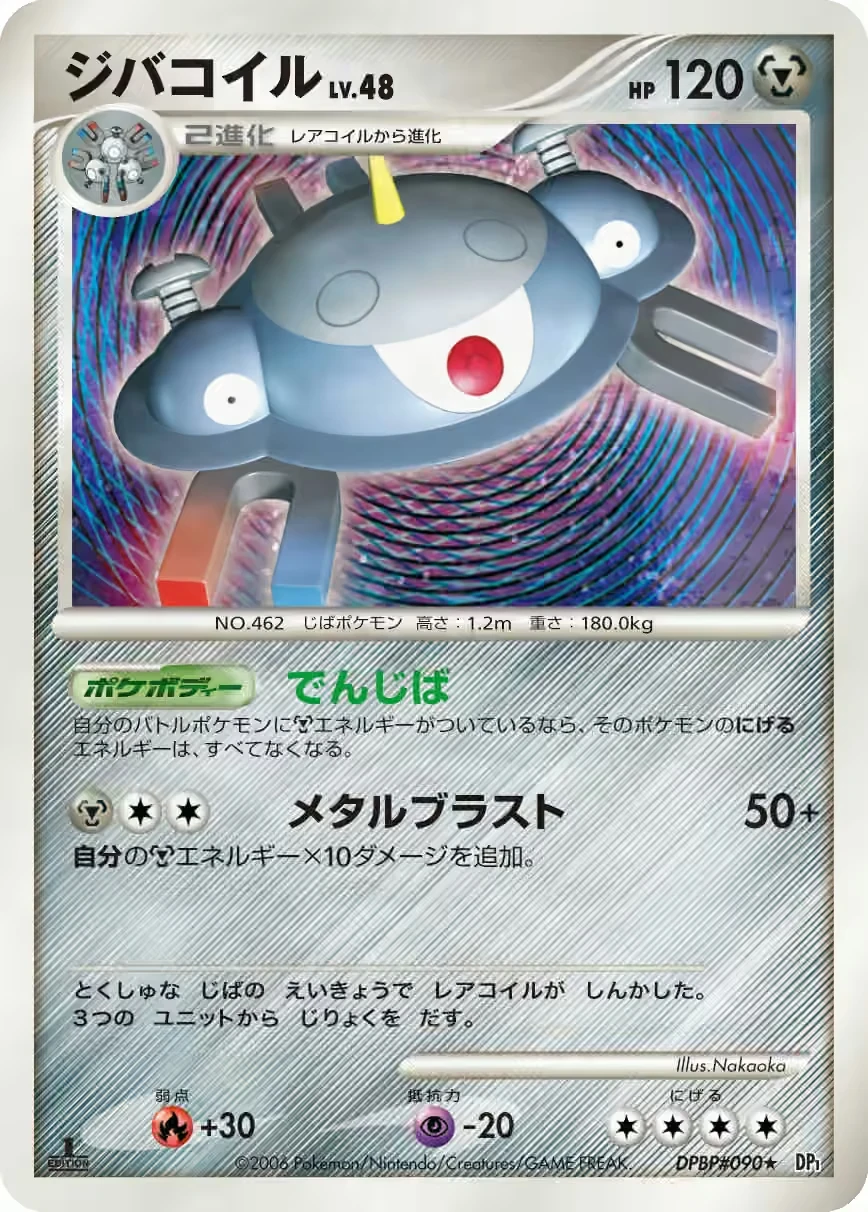 ジバコイル LV.48 HP 120
2進化 レアコイルから進化
NO.462 じばポケモン 高さ：1.2m 重さ：180.0kg
ポケボディー でんじば
自分のバトルポケモンにエネルギーがついているなら、そのポケモンのにげる
エネルギーは、すべてなくなる。
メタルブラスト 50+
自分のエネルギー×10ダメージを追加。
とくしゅな じばの えいきょうで レアコイルが しんかした。
3つの ユニットから じりょくを だす。
Illus.Nakaoka
弱点 抵抗力 にげる
+30 -20
1 EDITION ©2006 Pokémon/Nintendo/Creatures/GAME FREAK. DPBP#090★ DP1